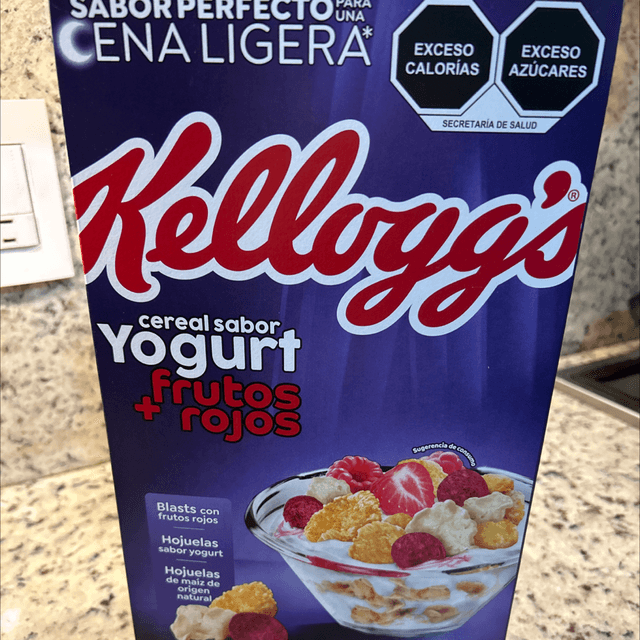 SABOR PERFECTO PARA UNA
CENA LIGERA*
EXCESO
CALORÍAS
EXCESO
AZÚCARES
SECRETARÍA DE SALUD
Kellogg's®
cereal sabor
Yogurt
+ frutos
rojos
Sugerencia de consumo
Blasts con
frutos rojos
Hojuelas
sabor yogurt
Hojuelas
de maíz de
origen
natural